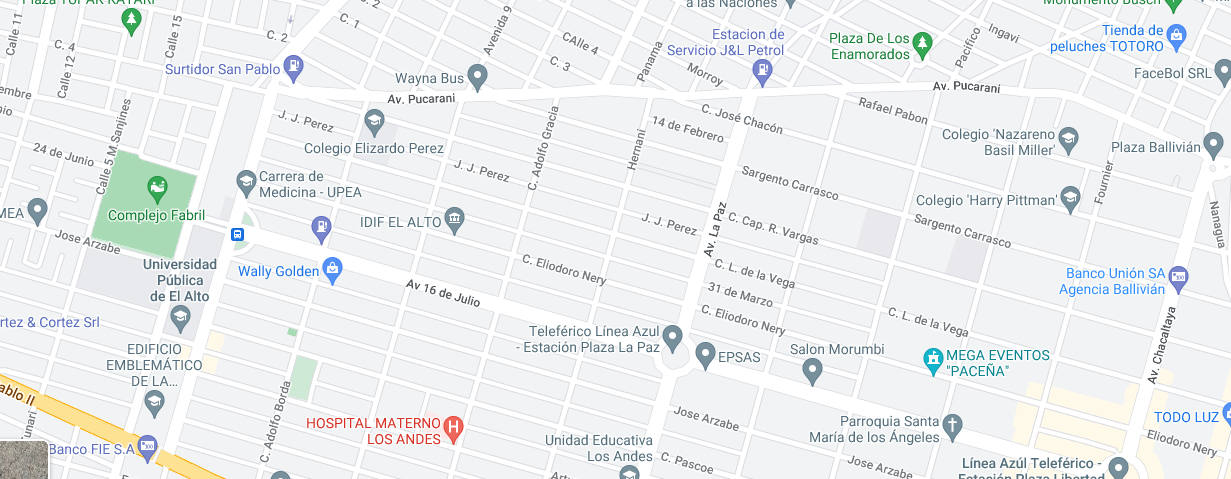 Plaza TUPAK KATARI
a las Naciones
Monumento Busch
Calle 11
Calle 15
C. 1
C. 2
Avenida 9
C. 4
Calle 12
CAlle 4
C. 3
Estacion de
Servicio J&L Petrol
Panama
Morroy
Plaza De Los
Enamorados
Pacifico
Ingavi
Tienda de
peluches TOTORO
Surtidor San Pablo
Wayna Bus
FaceBol SRL
Av. Pucarani
Av. Pucaraní
Calle 5 M.Sanjines
J. J. Perez
Colegio Elizardo Perez
C. Adolfo Gracia
Hernani
14 de Febrero
C. José Chacón
Rafael Pabon
Colegio 'Nazareno
Basil Miller'
Plaza Ballivián
24 de Junio
J. J. Perez
Carrera de
Medicina - UPEA
Sargento Carrasco
Fournier
Complejo Fabril
MEA
IDIF EL ALTO
J. J. Perez
Av. La Paz
C. Cap. R. Vargas
Colegio 'Harry Pittman'
Sargento Carrasco
Nanagua
Jose Arzabe
Universidad
Pública
de El Alto
Wally Golden
C. Eliodoro Nery
Av 16 de Julio
C. L. de la Vega
31 de Marzo
C. Eliodoro Nery
C. L. de la Vega
Banco Unión SA
Agencia Ballivián
Av. Chacaltaya
rtez & Cortez Srl
Teleférico Línea Azul
- Estación Plaza La Paz
EPSAS
Salon Morumbi
MEGA EVENTOS
"PACEÑA"
EDIFICIO
EMBLEMÁTICO
DE LA...
C. Adolfo Borda
HOSPITAL MATERNO
LOS ANDES
Jose Arzabe
Parroquia Santa
María de los Ángeles
TODO LUZ
Eliodoro Nery
ablo II
Banco FIE S.A
Unidad Educativa
Los Andes
C. Pascoe
Jose Arzabe
Línea Azúl Teleférico -
Estación Plaza Libertad